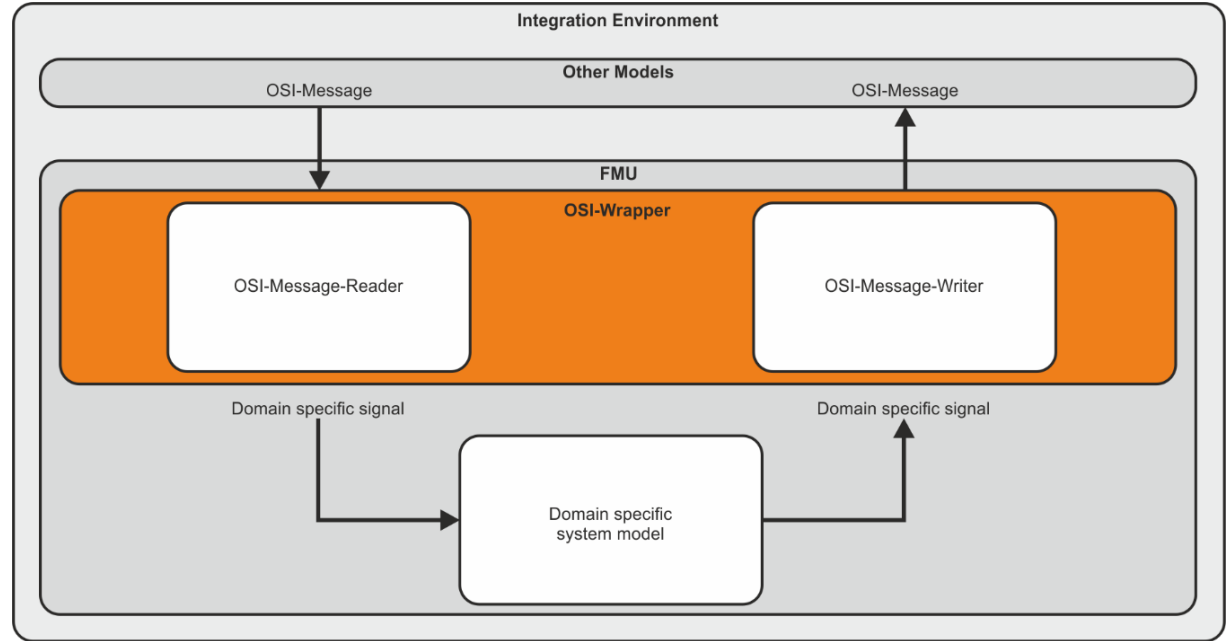 Integration Environment
Other Models
OSI-Message
OSI-Message
FMU
OSI-Wrapper
OSI-Message-Reader
OSI-Message-Writer
Domain specific signal
Domain specific signal
Domain specific
system model